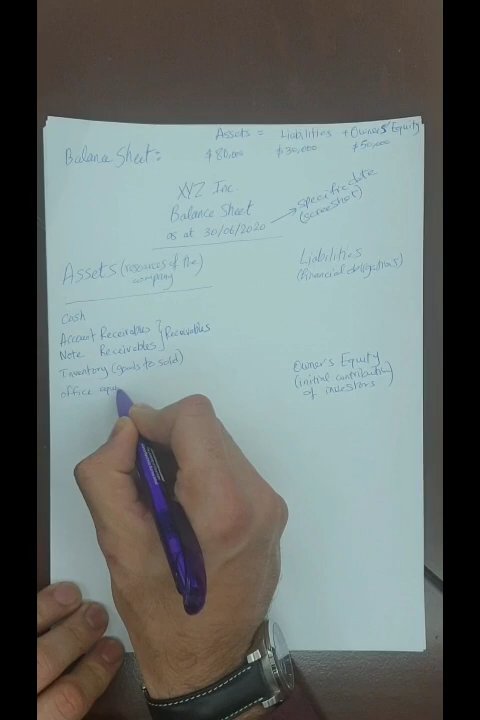 Assets = Liabilities + Owners' Equity
Balance Sheet: $80,000 $30,000 $50,000
XYZ Inc
Balance Sheet
as at 30/06/2020
specific date
(screenshot)
Assets (resources of the company)
Liabilities
(financial obligations)
Cash
Account Receivables
Note Receivables
Receivables
Inventory (goods to sold)
office equ
Owner's Equity
(initial contribution
of investors)